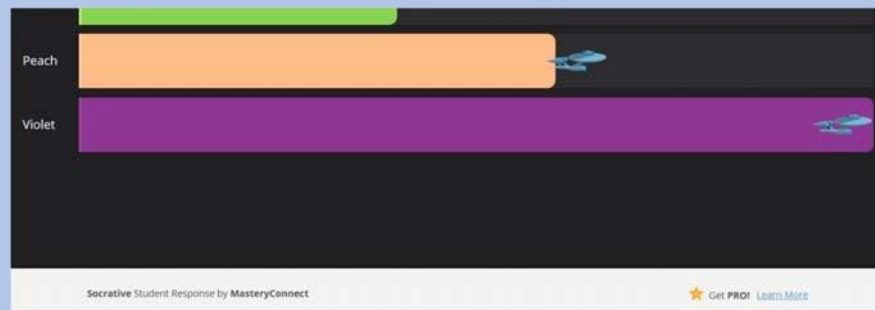 Peach
Violet
Socrative Student Response by MasteryConnect
Get PRO! Learn More